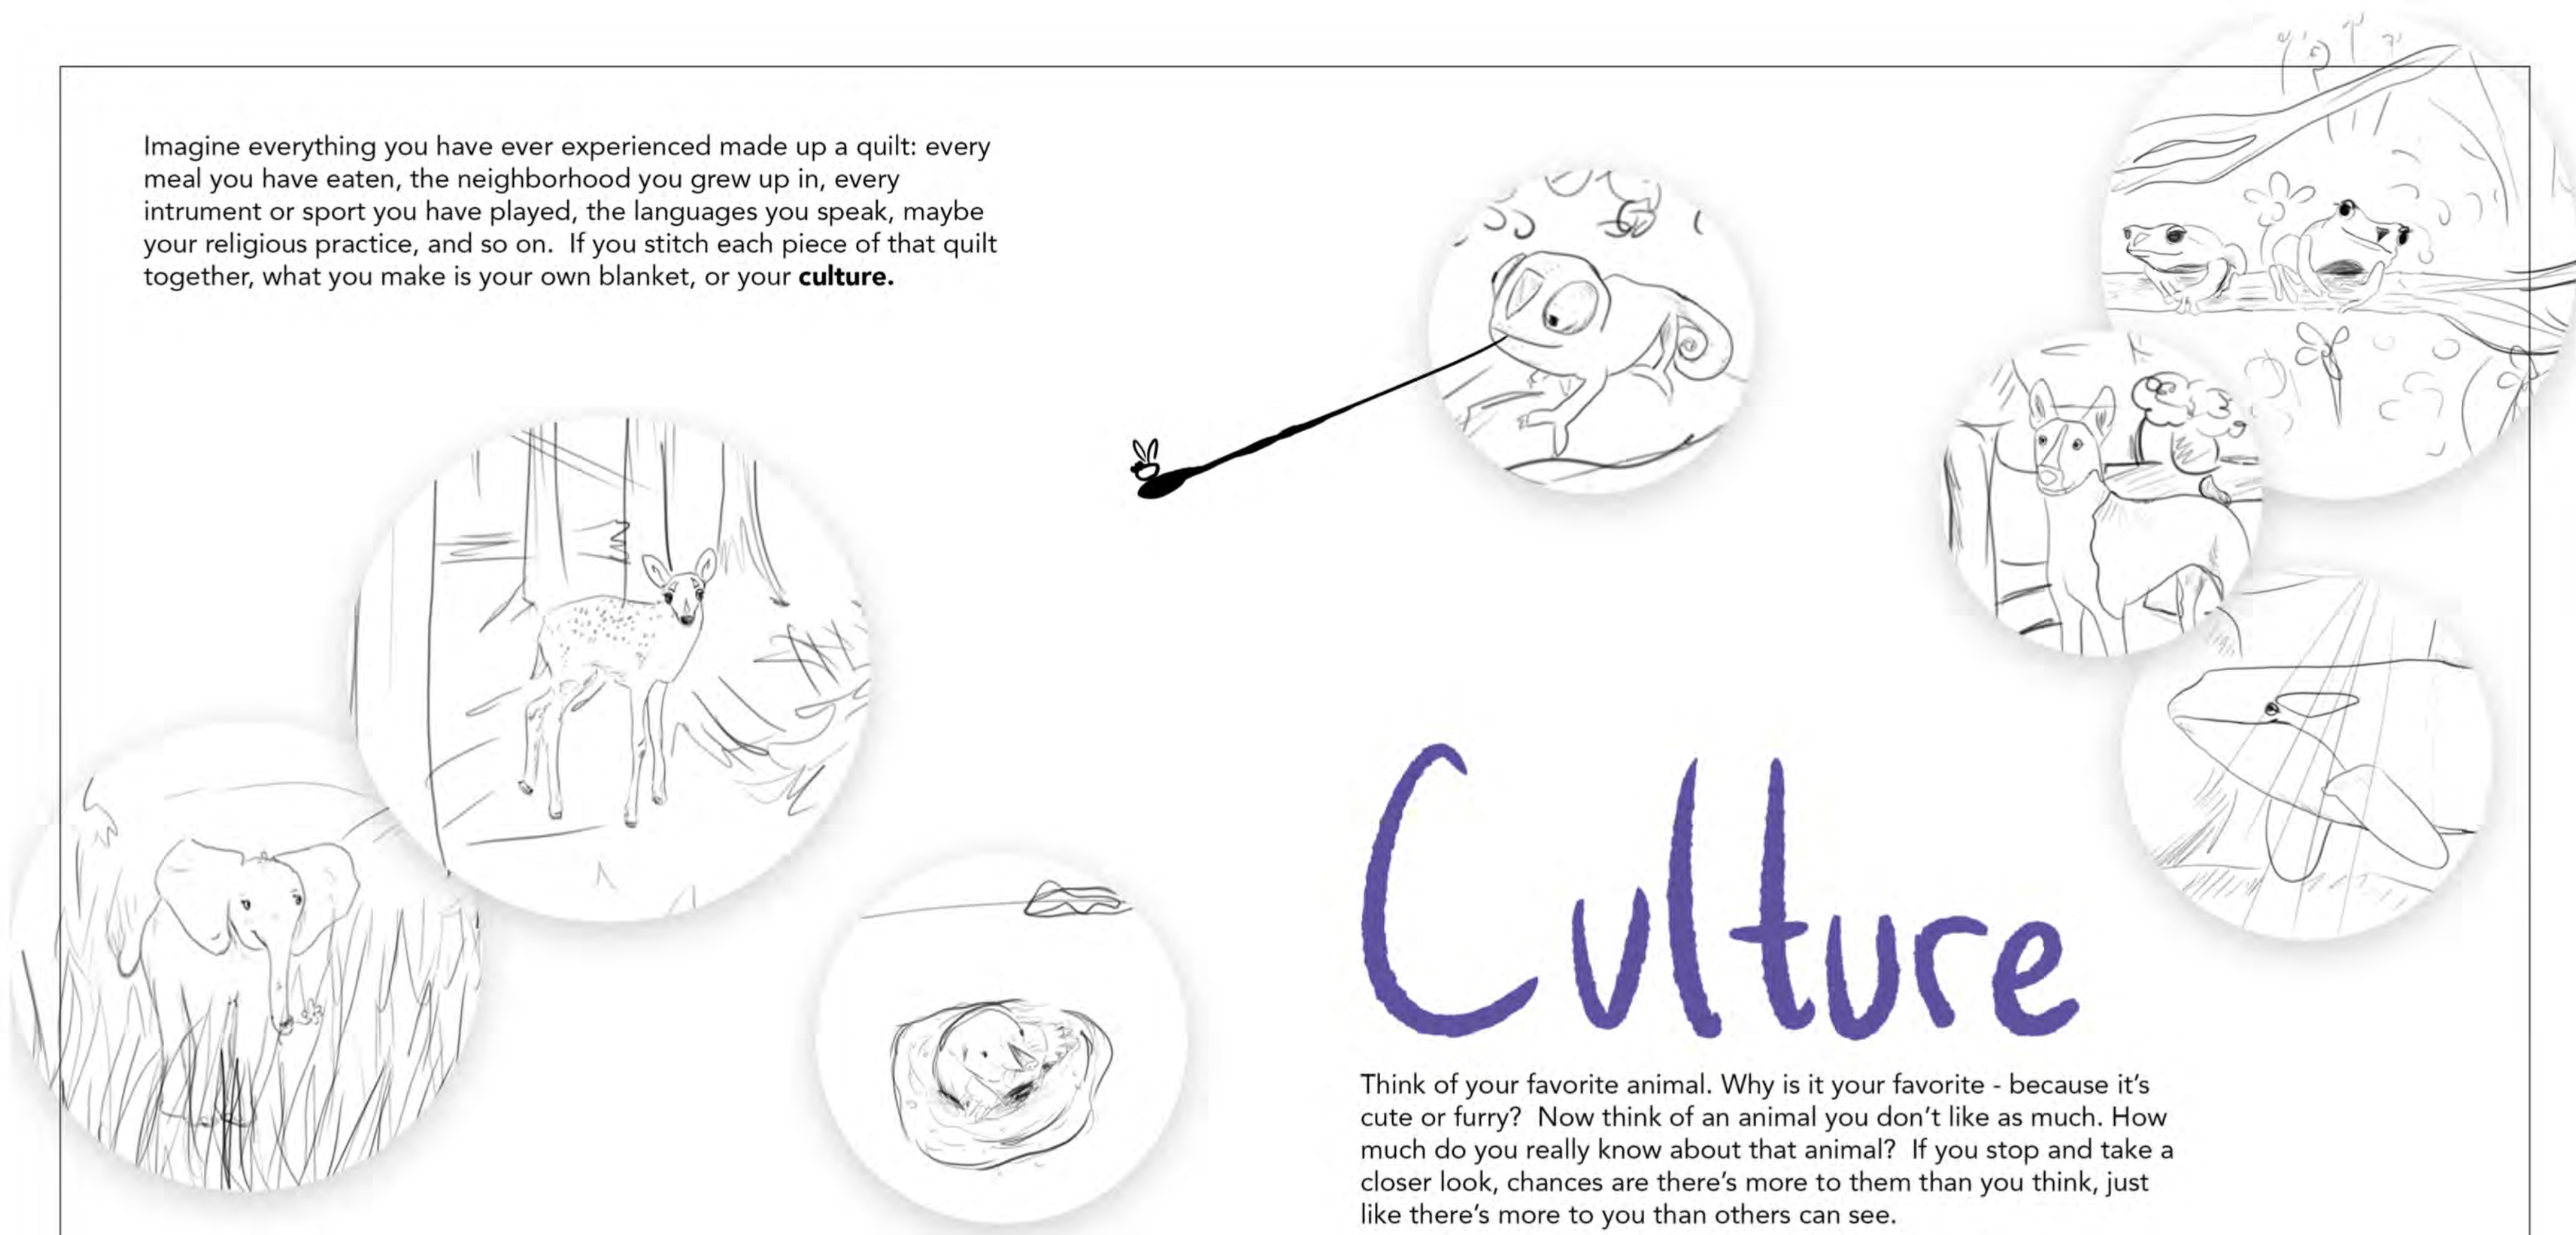 Imagine everything you have ever experienced made up a quilt: every
meal you have eaten, the neighborhood you grew up in, every
intrument or sport you have played, the languages you speak, maybe
your religious practice, and so on.  If you stitch each piece of that quilt
together, what you make is your own blanket, or your culture.
Culture
Think of your favorite animal. Why is it your favorite - because it's
cute or furry?  Now think of an animal you don't like as much. How
much do you really know about that animal?  If you stop and take a
closer look, chances are there's more to them than you think, just
like there's more to you than others can see.